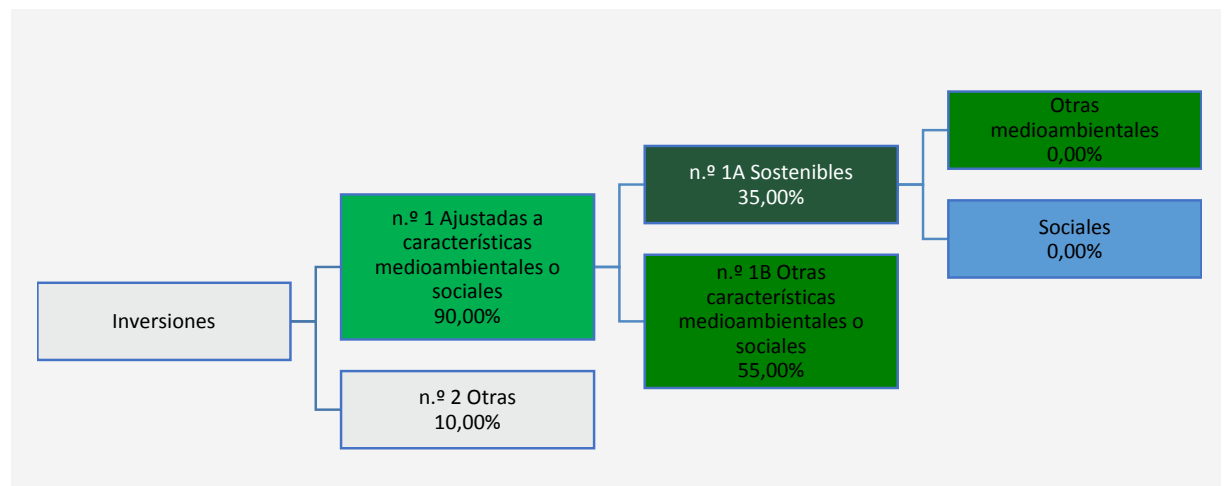 Inversiones
n.º 1 Ajustadas a
características
medioambientales o
sociales
90,00%
n.º 2 Otras
10,00%
n.º 1A Sostenibles
35,00%
n.º 1B Otras
características
medioambientales o
sociales
55,00%
Otras
medioambientales
0,00%
Sociales
0,00%